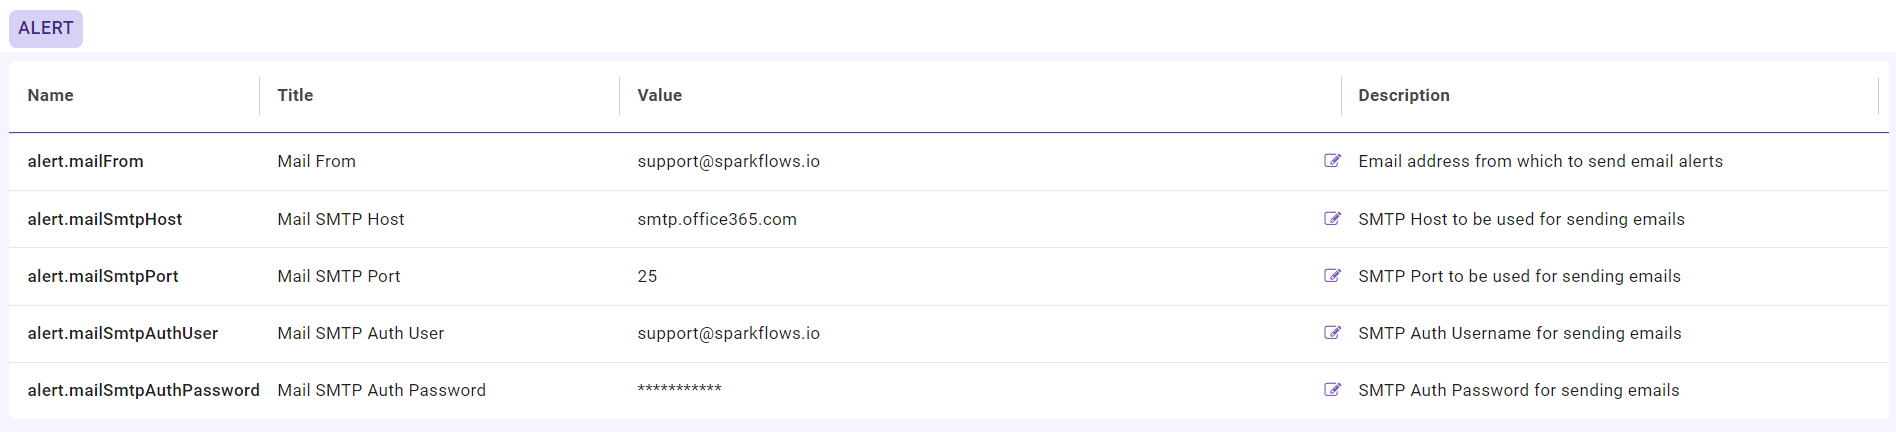 ALERT
Name Title Value Description
alert.mailFrom Mail From support@sparkflows.io Email address from which to send email alerts
alert.mailSmtpHost Mail SMTP Host smtp.office365.com SMTP Host to be used for sending emails
alert.mailSmtpPort Mail SMTP Port 25 SMTP Port to be used for sending emails
alert.mailSmtpAuthUser Mail SMTP Auth User support@sparkflows.io SMTP Auth Username for sending emails
alert.mailSmtpAuthPassword Mail SMTP Auth Password *********** SMTP Auth Password for sending emails